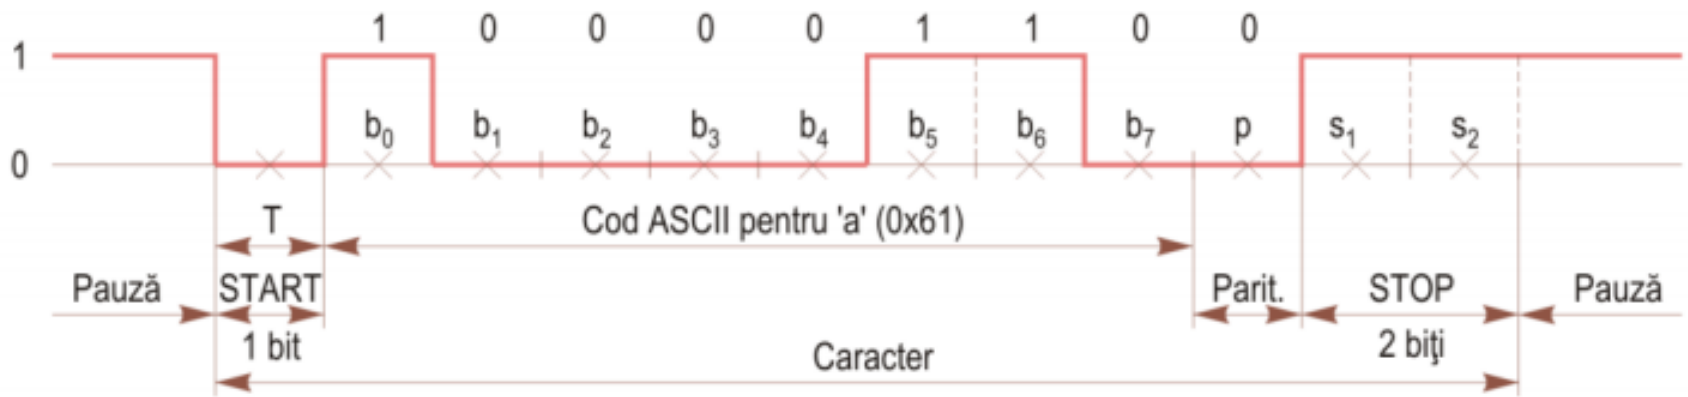 1 0 0 0 0 1 1 0 0
1
b0 b1 b2 b3 b4 b5 b6 b7 p s1 s2
0
T Cod ASCII pentru 'a' (0x61)
Pauză START Parit. STOP Pauză
1 bit Caracter 2 biţi